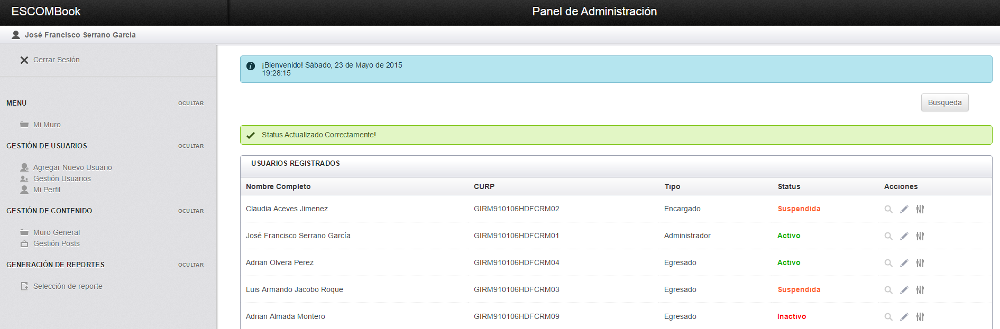 ESCOMBook
Panel de Administración
José Francisco Serrano García
Cerrar Sesión
MENU OCULTAR
Mi Muro
GESTIÓN DE USUARIOS OCULTAR
Agregar Nuevo Usuario
Gestión Usuarios
Mi Perfil
GESTIÓN DE CONTENIDO OCULTAR
Muro General
Gestión Posts
GENERACIÓN DE REPORTES OCULTAR
Selección de reporte
¡Bienvenido! Sábado, 23 de Mayo de 2015
19:28:15
Busqueda
Status Actualizado Correctamente!
USUARIOS REGISTRADOS
Nombre Completo CURP Tipo Status Acciones
Claudia Aceves Jimenez GIRM910106HDFCRM02 Encargado Suspendida
José Francisco Serrano García GIRM910106HDFCRM01 Administrador Activo
Adrian Olvera Perez GIRM910106HDFCRM04 Egresado Activo
Luis Armando Jacobo Roque GIRM910106HDFCRM03 Egresado Suspendida
Adrian Almada Montero GIRM910106HDFCRM09 Egresado Inactivo